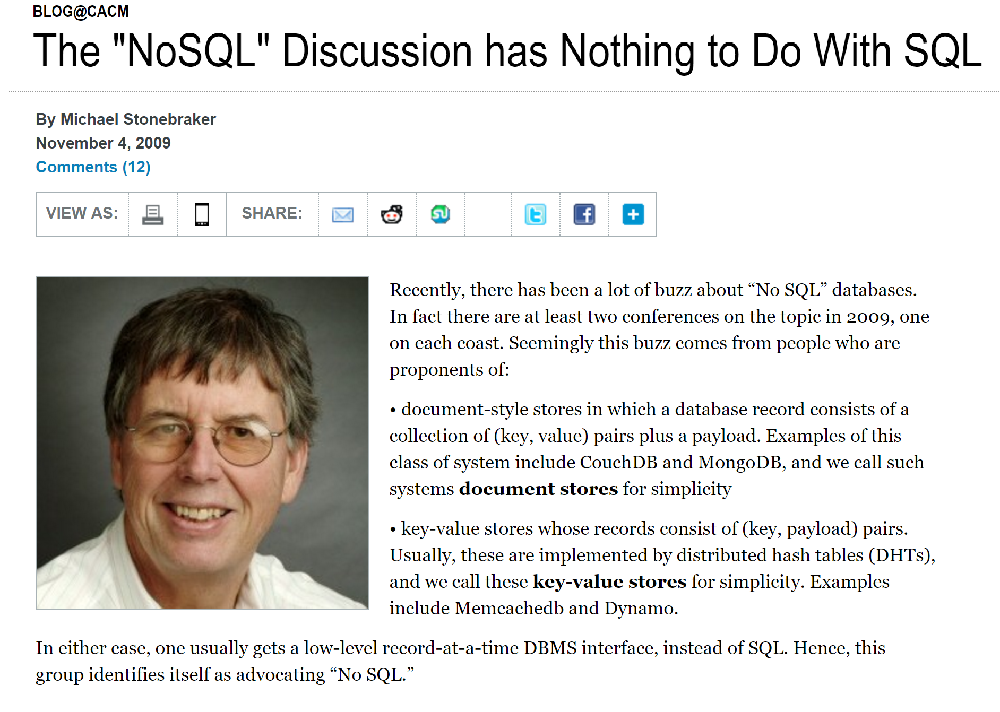 BLOG@CACM
The "NoSQL" Discussion has Nothing to Do With SQL
By Michael Stonebraker
November 4, 2009
Comments (12)
VIEW AS: SHARE:
Recently, there has been a lot of buzz about “No SQL” databases.
In fact there are at least two conferences on the topic in 2009, one
on each coast. Seemingly this buzz comes from people who are
proponents of:
• document-style stores in which a database record consists of a
collection of (key, value) pairs plus a payload. Examples of this
class of system include CouchDB and MongoDB, and we call such
systems document stores for simplicity
• key-value stores whose records consist of (key, payload) pairs.
Usually, these are implemented by distributed hash tables (DHTs),
and we call these key-value stores for simplicity. Examples
include Memcachedb and Dynamo.
In either case, one usually gets a low-level record-at-a-time DBMS interface, instead of SQL. Hence, this
group identifies itself as advocating “No SQL.”